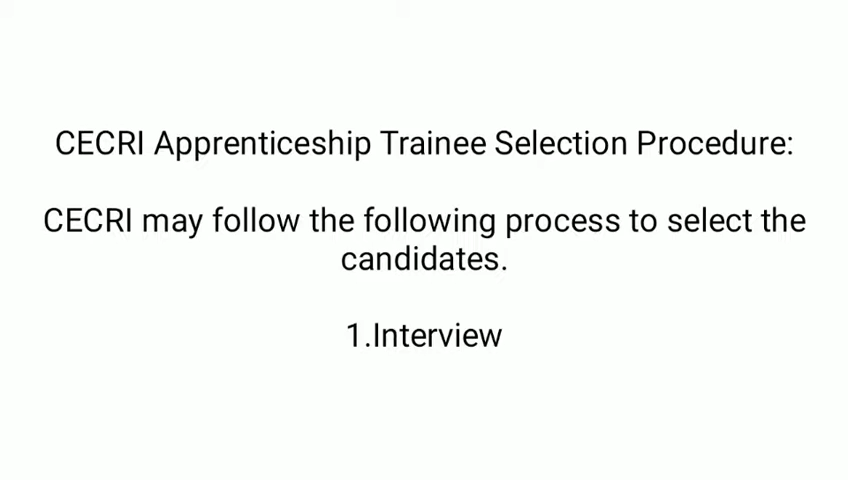 CECRI Apprenticeship Trainee Selection Procedure:
CECRI may follow the following process to select the
candidates.
1.Interview